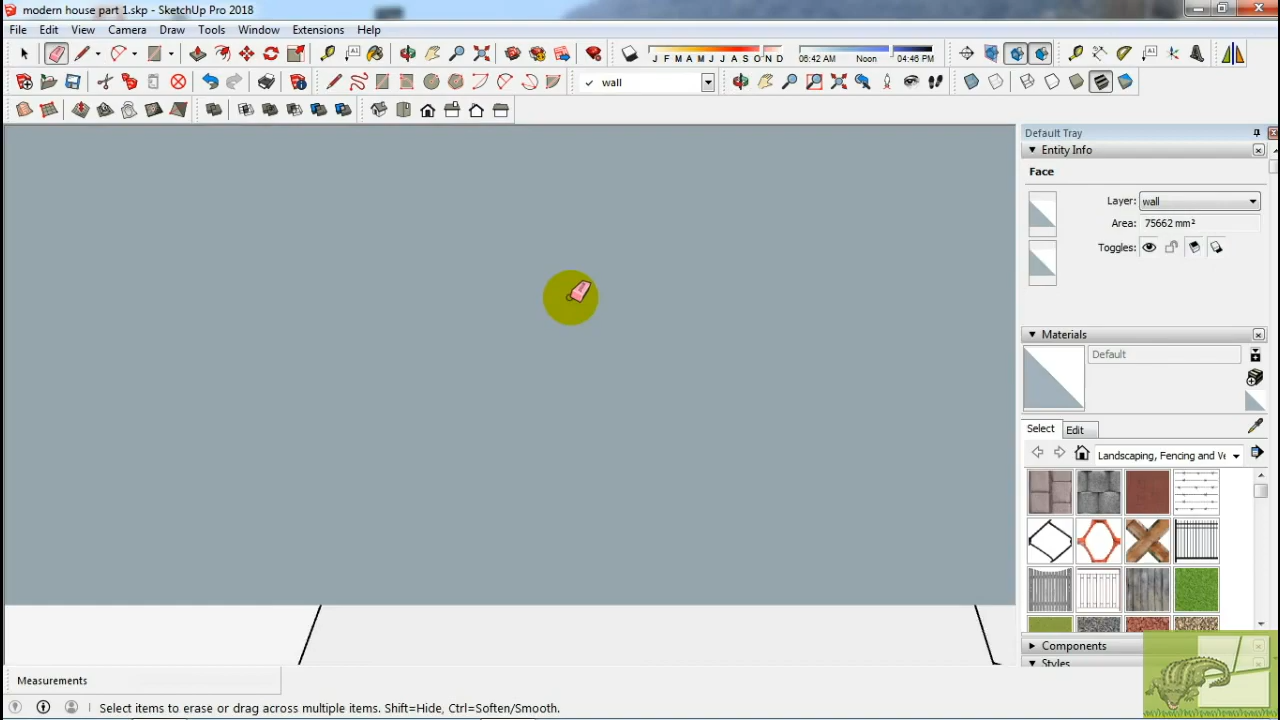 modern house part 1.skp - SketchUp Pro 2018
File Edit View Camera Draw Tools Window Extensions Help
J F M A M J J A S O N D 06:42 AM Noon 04:46 PM
wall
Default Tray
Entity Info
Face
Layer: wall
Area: 75662 mm²
Toggles:
Materials
Default
Select Edit
Landscaping, Fencing and Ve
Components
Styles
Measurements
Select items to erase or drag across multiple items. Shift=Hide, Ctrl=Soften/Smooth.